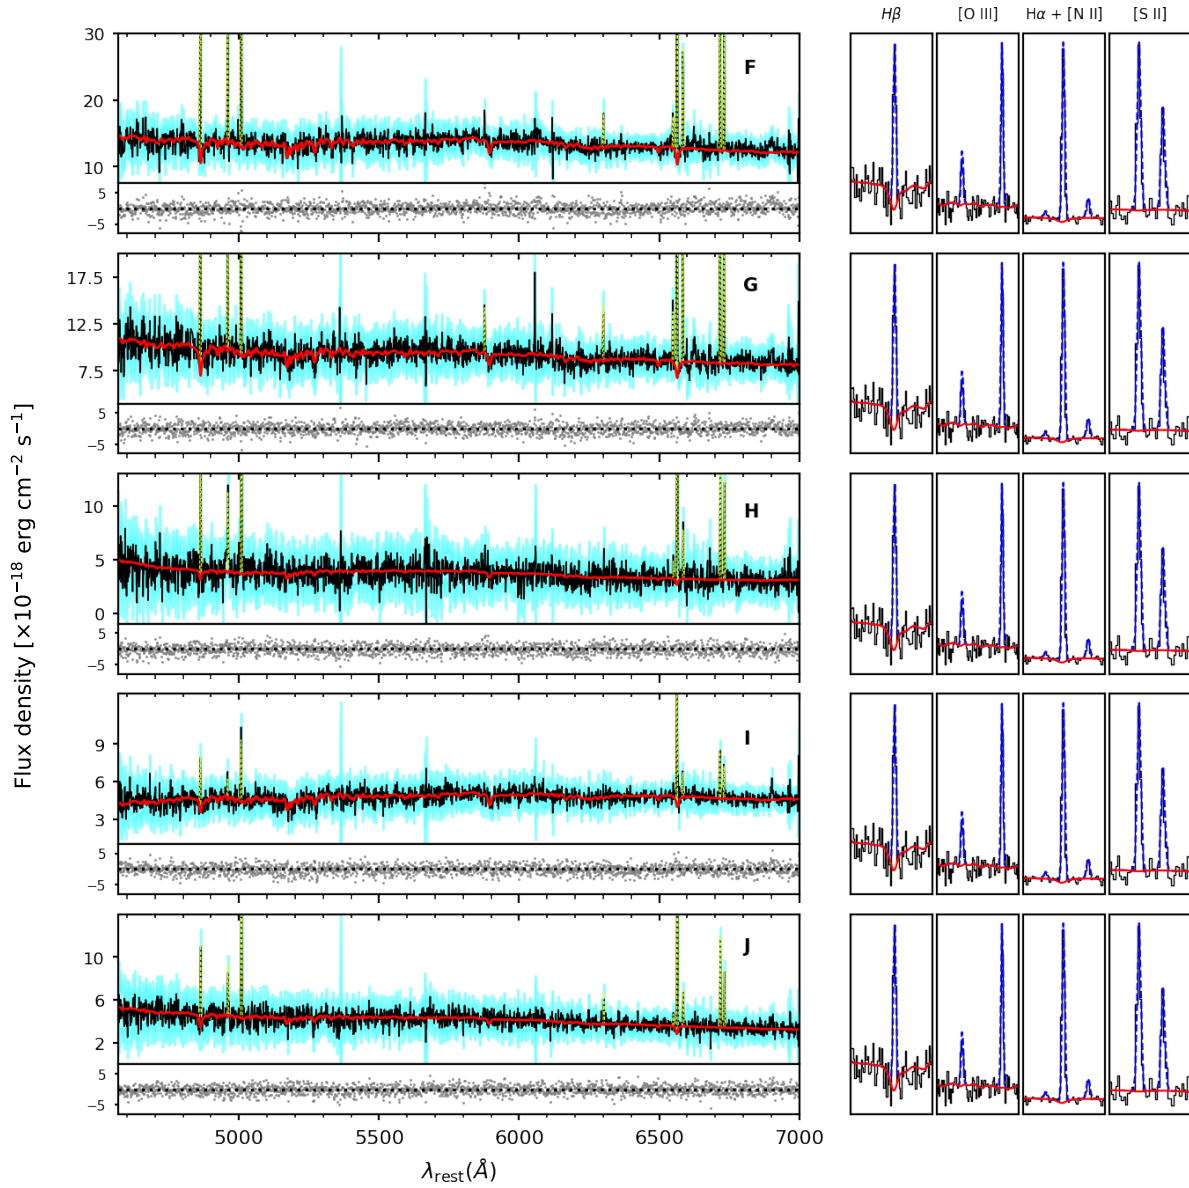 Hβ [O III] Hα + [N II] [S II]
30
20
10
F
5
−5
17.5
12.5
7.5
G
5
−5
10
5
0
H
5
−5
9
6
3
I
5
−5
10
6
2
J
5
−5
5000 5500 6000 6500 7000
λrest(Å)
Flux density [×10⁻¹⁸ erg cm⁻² s⁻¹]